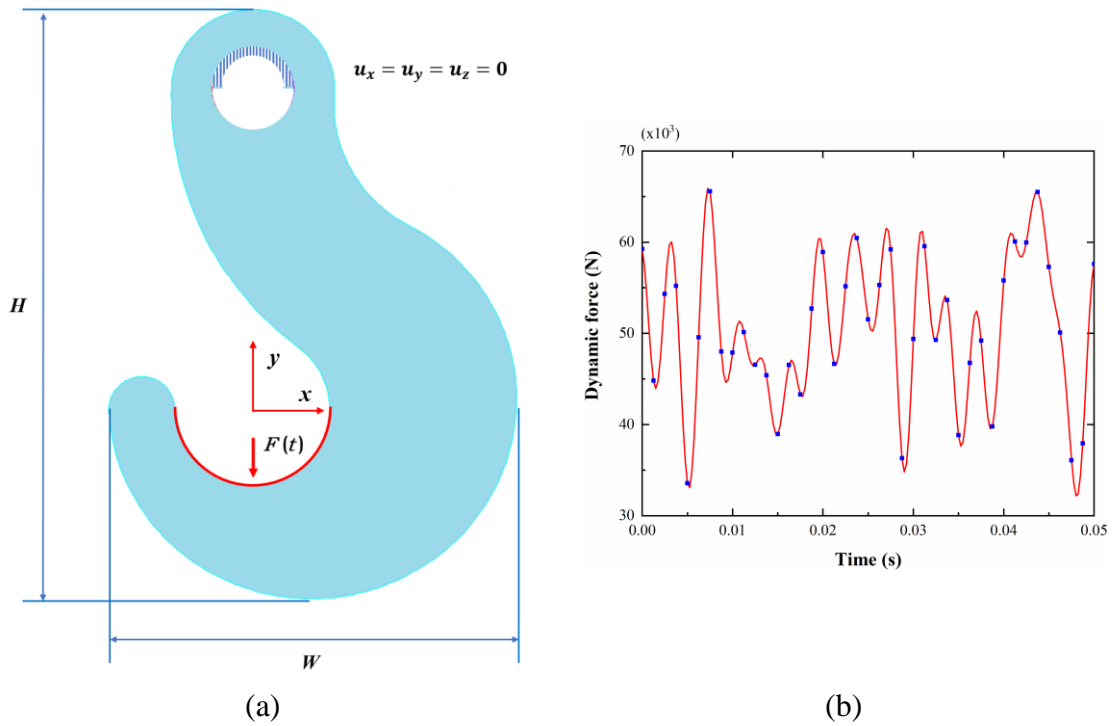 u_x = u_y = u_z = 0
H
y
x
F(t)
W
(a)
(x10³)
70
60
50
40
30
0.00
0.01
0.02
0.03
0.04
0.05
Dynamic force (N)
Time (s)
(b)